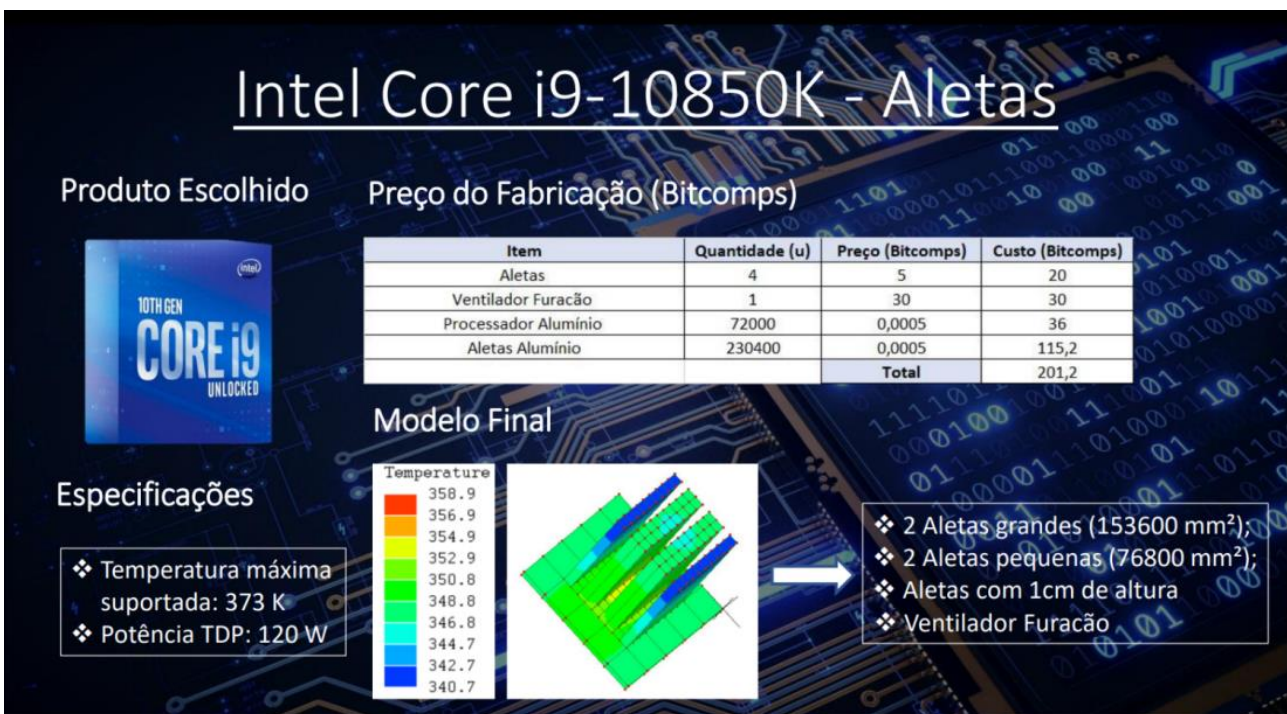 Intel Core i9-10850K - Aletas
Produto Escolhido
Preço do Fabricação (Bitcomps)
Item Quantidade (u) Preço (Bitcomps) Custo (Bitcomps)
Aletas 4 5 20
Ventilador Furacão 1 30 30
Processador Alumínio 72000 0,0005 36
Aletas Alumínio 230400 0,0005 115,2
Total 201,2
intel
10TH GEN
CORE i9
UNLOCKED
Modelo Final
Temperature
358.9
356.9
354.9
352.9
350.8
348.8
346.8
344.7
342.7
340.7
Especificações
❖ Temperatura máxima
suportada: 373 K
❖ Potência TDP: 120 W
❖ 2 Aletas grandes (153600 mm²);
❖ 2 Aletas pequenas (76800 mm²);
❖ Aletas com 1cm de altura
❖ Ventilador Furacão